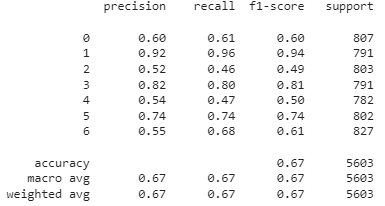 precision recall f1-score support
0 0.60 0.61 0.60 807
1 0.92 0.96 0.94 791
2 0.52 0.46 0.49 803
3 0.82 0.80 0.81 791
4 0.54 0.47 0.50 782
5 0.74 0.74 0.74 802
6 0.55 0.68 0.61 827
accuracy 0.67 5603
macro avg 0.67 0.67 0.67 5603
weighted avg 0.67 0.67 0.67 5603